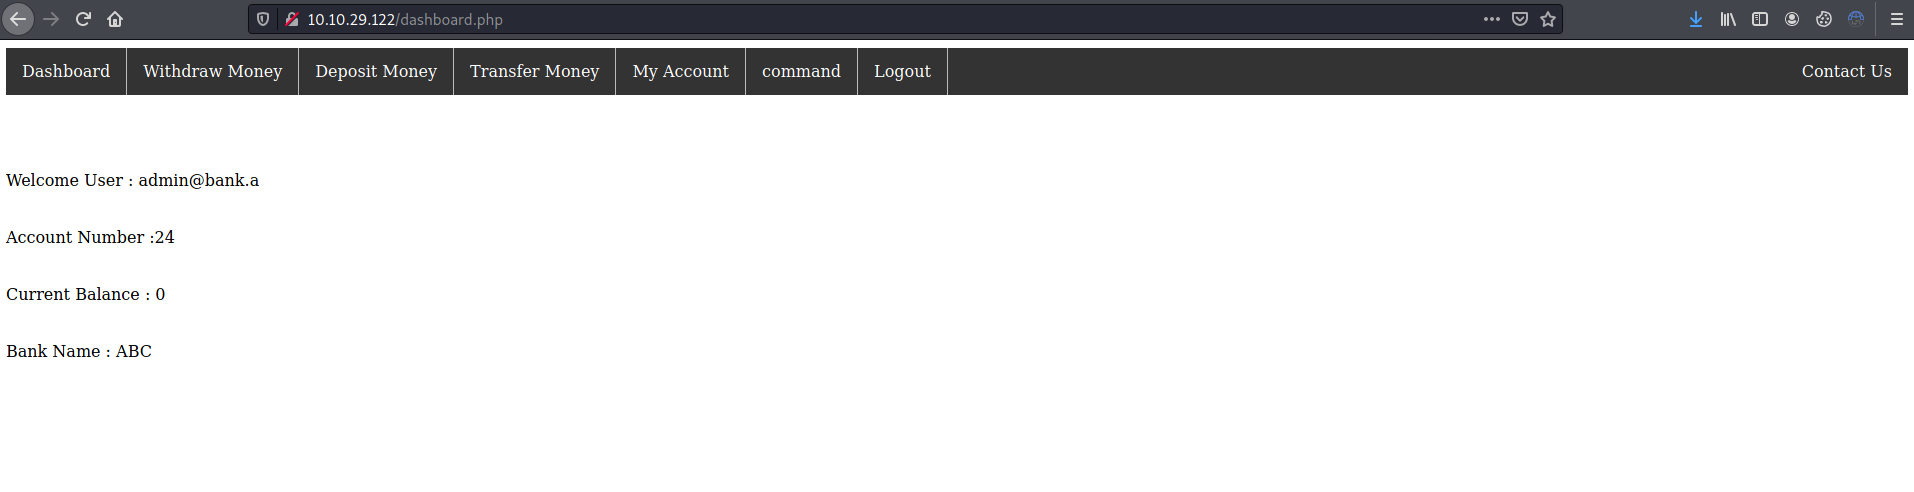 10.10.29.122/dashboard.php
Dashboard Withdraw Money Deposit Money Transfer Money My Account command Logout Contact Us
Welcome User : admin@bank.a
Account Number :24
Current Balance : 0
Bank Name : ABC